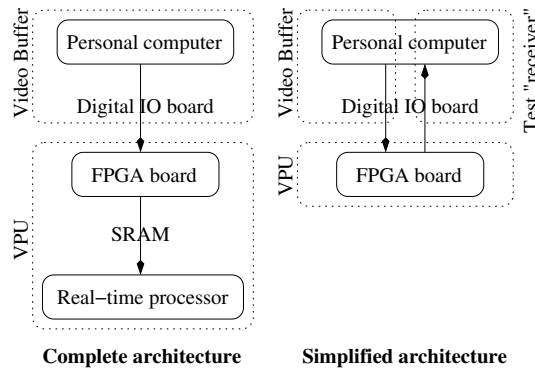 Video Buffer
Personal computer
Digital IO board
VPU
FPGA board
SRAM
Real−time processor
Complete architecture
Video Buffer
Personal computer
Digital IO board
Test "receiver"
VPU
FPGA board
Simplified architecture